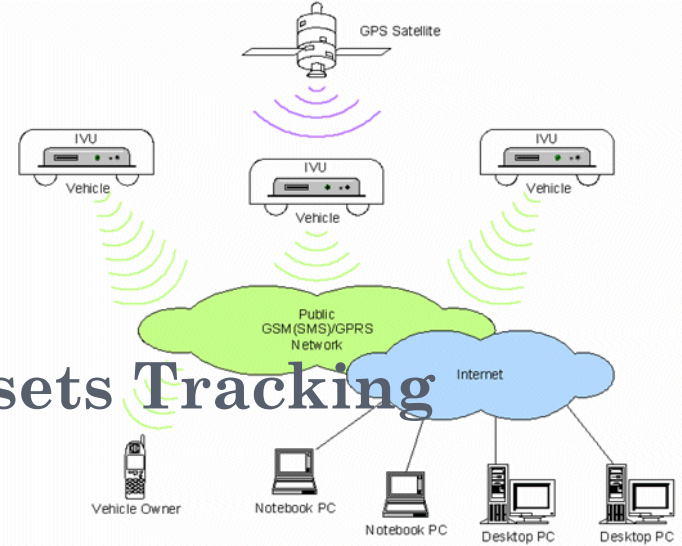 GPS Satellite
IVU
Vehicle
IVU
Vehicle
IVU
Vehicle
Public
GSM(SMS)/GPRS
Network
Internet
sets Tracking
Vehicle Owner
Notebook PC
Notebook PC
Desktop PC
Desktop PC